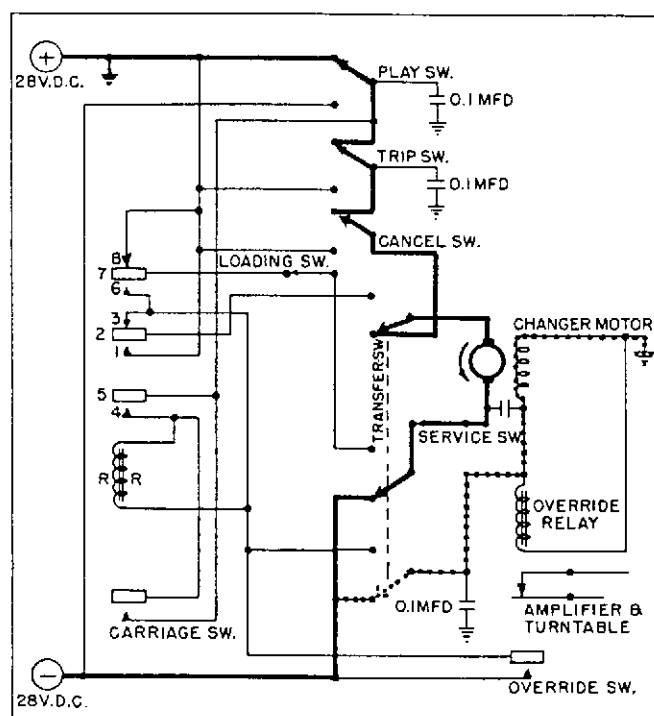 +
28V.D.C.
PLAY SW.
0.1 MFD
TRIP SW.
0.1 MFD
CANCEL SW.
8
7
LOADING SW.
6
3
2
1
CHANGER MOTOR
TRANSFER SW.
5
4
SERVICE SW.
R R
OVERRIDE
RELAY
0.1MFD
AMPLIFIER &
TURNTABLE
CARRIAGE SW.
−
28V.D.C.
OVERRIDE SW.